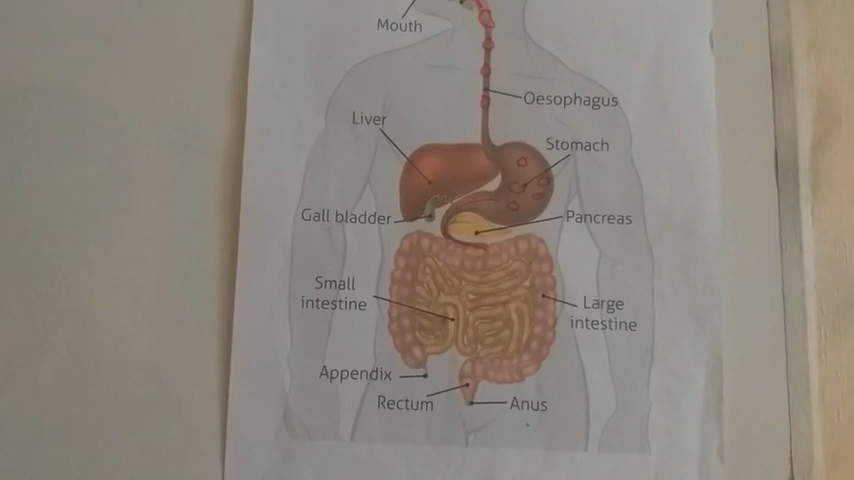 Mouth
Oesophagus
Liver
Stomach
Gall bladder
Pancreas
Small
intestine
Large
intestine
Appendix
Rectum
Anus